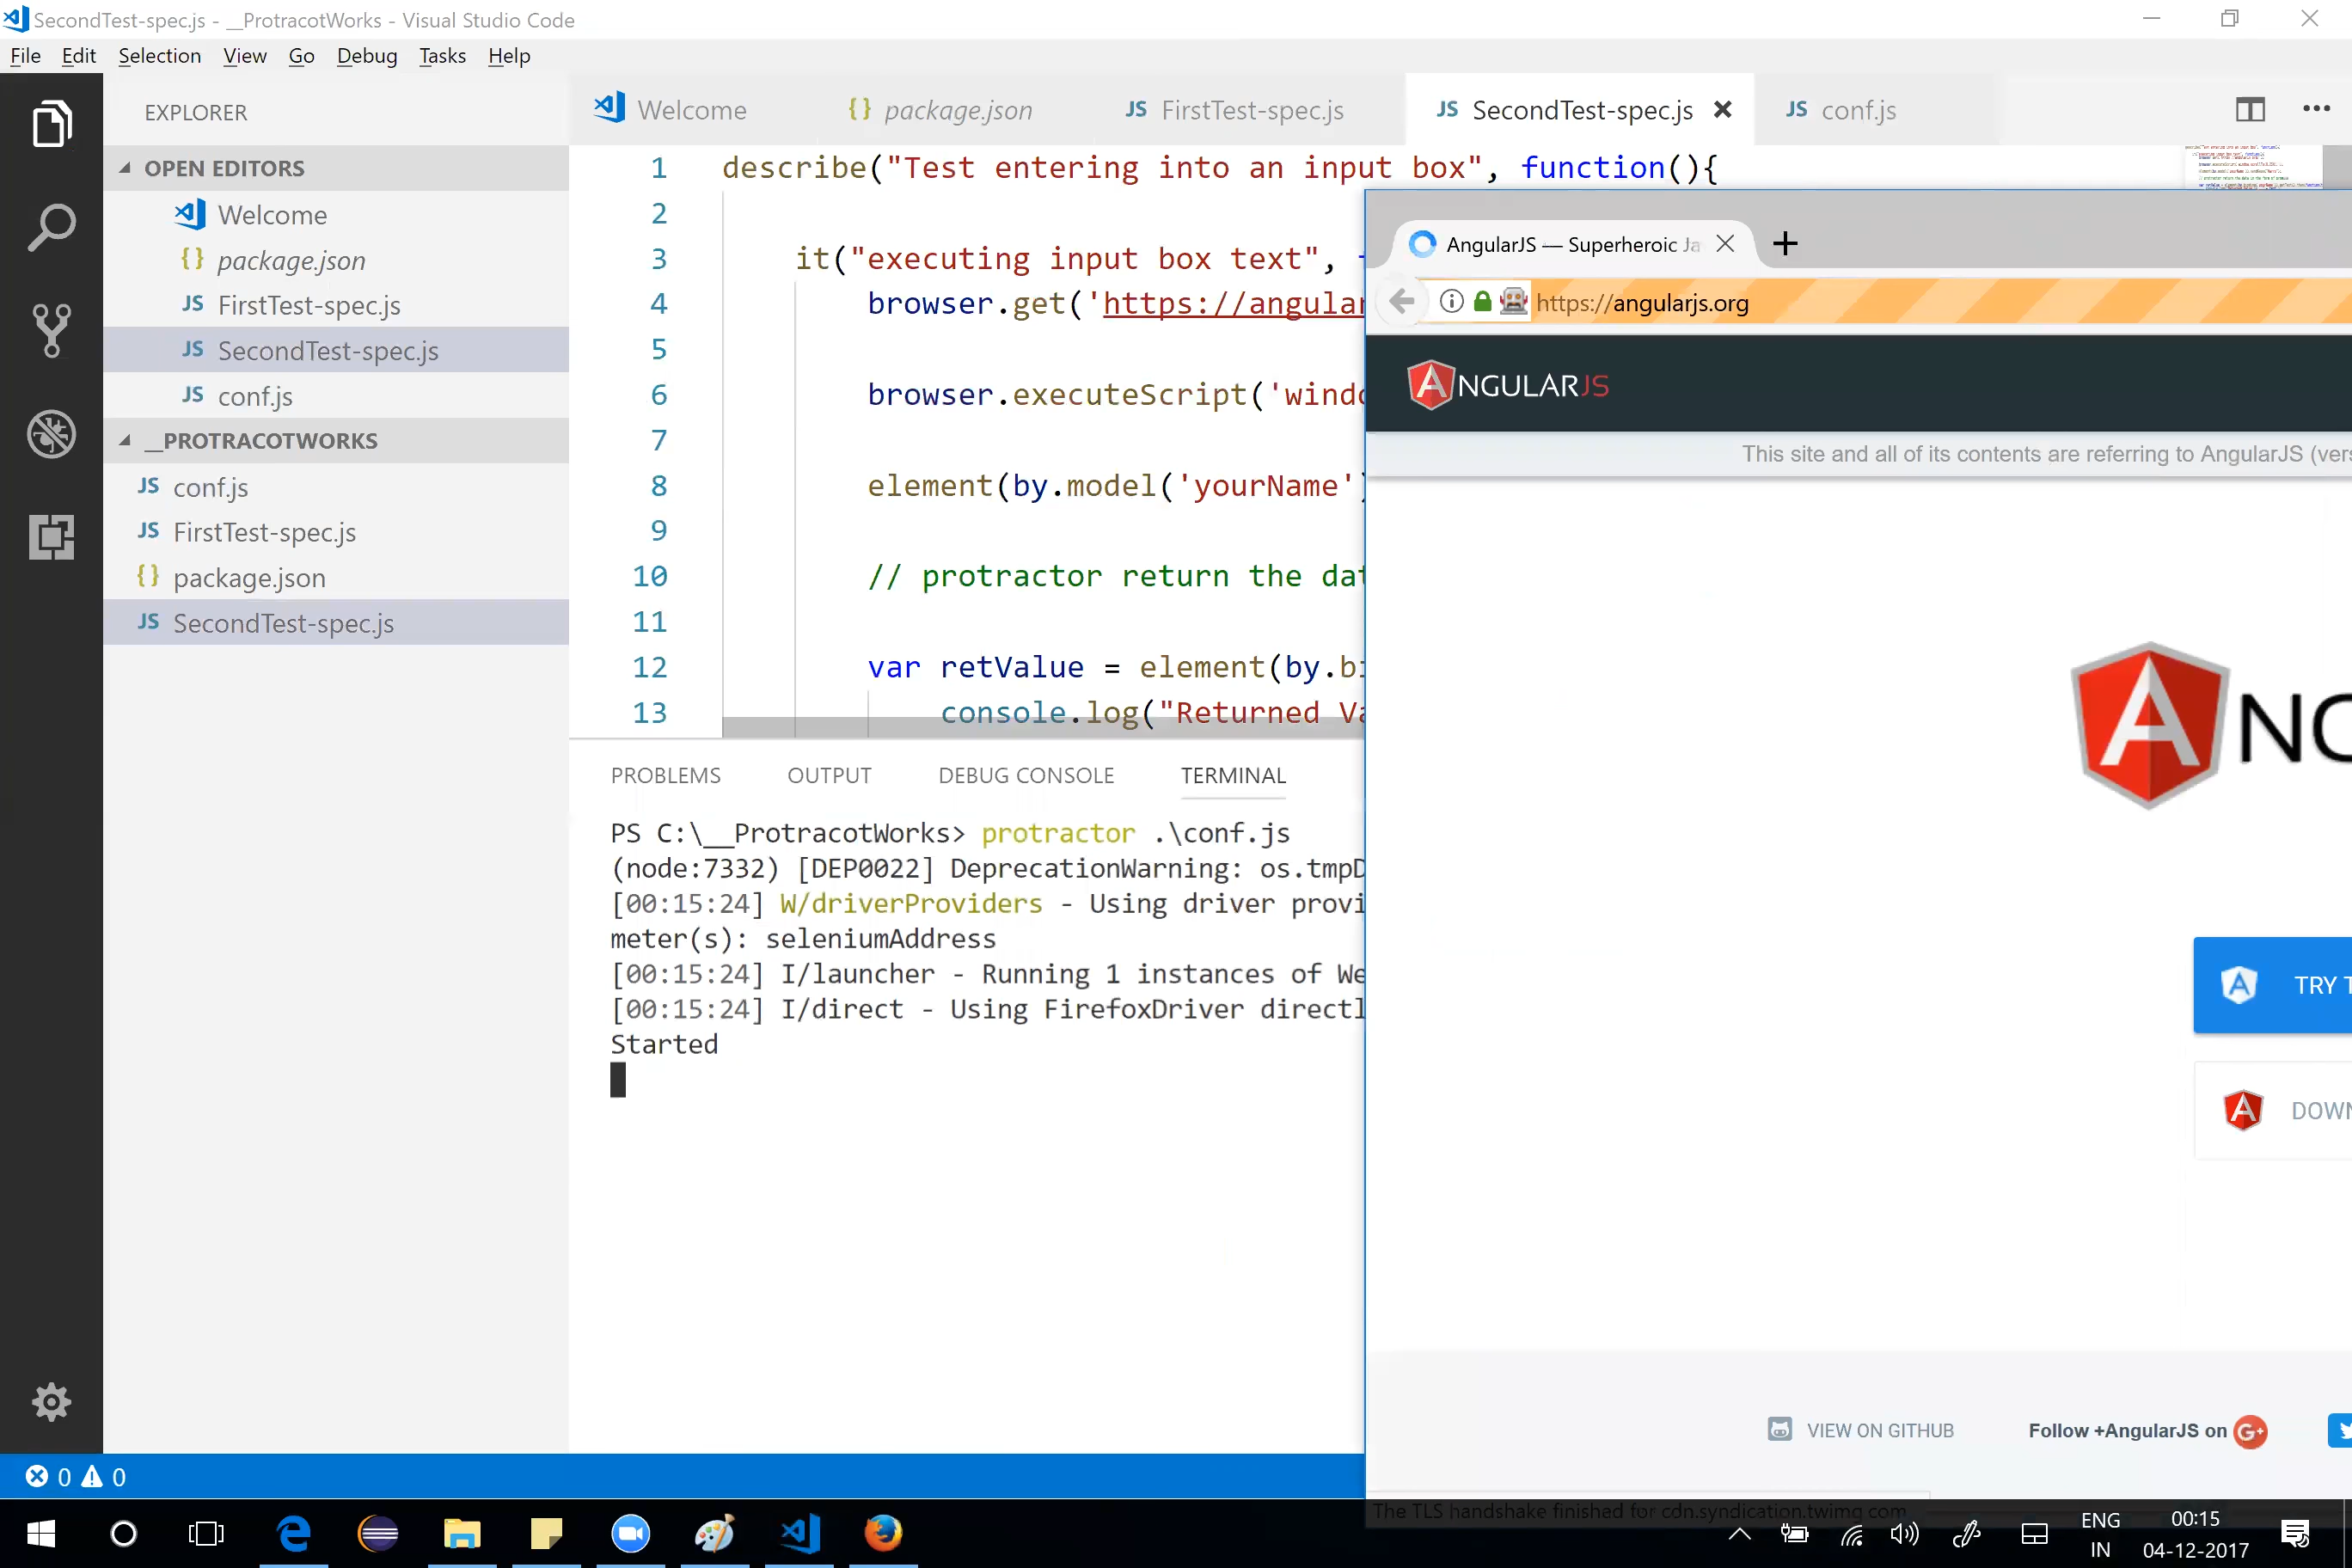 SecondTest-spec.js - __ProtracotWorks - Visual Studio Code
File Edit Selection View Go Debug Tasks Help
EXPLORER
OPEN EDITORS
Welcome
package.json
FirstTest-spec.js
SecondTest-spec.js
conf.js
__PROTRACOTWORKS
conf.js
FirstTest-spec.js
package.json
SecondTest-spec.js
Welcome package.json FirstTest-spec.js SecondTest-spec.js conf.js
1 describe("Test entering into an input box", function(){
2
3 it("executing input box text",
4 browser.get('https://angular
5
6 browser.executeScript('windo
7
8 element(by.model('yourName')
9
10 // protractor return the dat
11
12 var retValue = element(by.bi
13 console.log("Returned Va
PROBLEMS OUTPUT DEBUG CONSOLE TERMINAL
PS C:\__ProtracotWorks> protractor .\conf.js
(node:7332) [DEP0022] DeprecationWarning: os.tmpD
[00:15:24] W/driverProviders - Using driver provi
meter(s): seleniumAddress
[00:15:24] I/launcher - Running 1 instances of We
[00:15:24] I/direct - Using FirefoxDriver directl
Started
AngularJS — Superheroic Ja
https://angularjs.org
ANGULARJS
This site and all of its contents are referring to AngularJS (vers
ANG
TRY T
DOWN
VIEW ON GITHUB Follow +AngularJS on G+
The TLS handshake finished for cdn.syndication.twimg.com
0 0
ENG
IN
00:15
04-12-2017